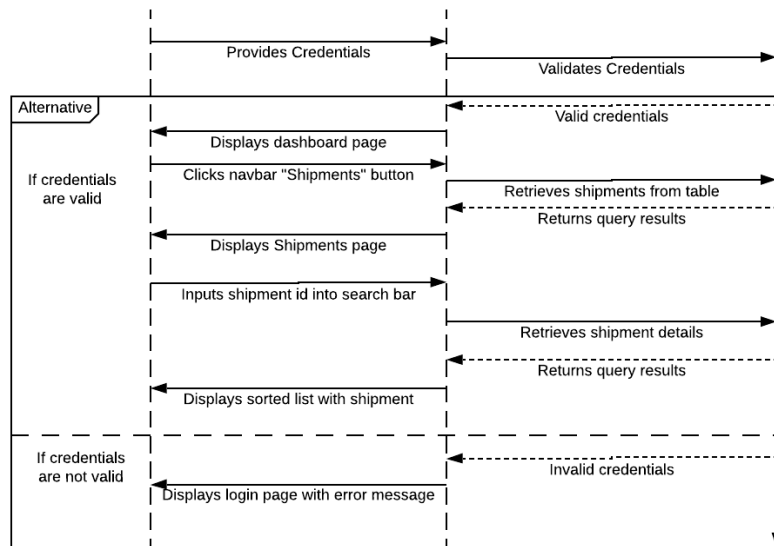 Provides Credentials
Validates Credentials
Alternative
Valid credentials
Displays dashboard page
If credentials
are valid
Clicks navbar "Shipments" button
Retrieves shipments from table
Returns query results
Displays Shipments page
Inputs shipment id into search bar
Retrieves shipment details
Returns query results
Displays sorted list with shipment
If credentials
are not valid
Invalid credentials
Displays login page with error message